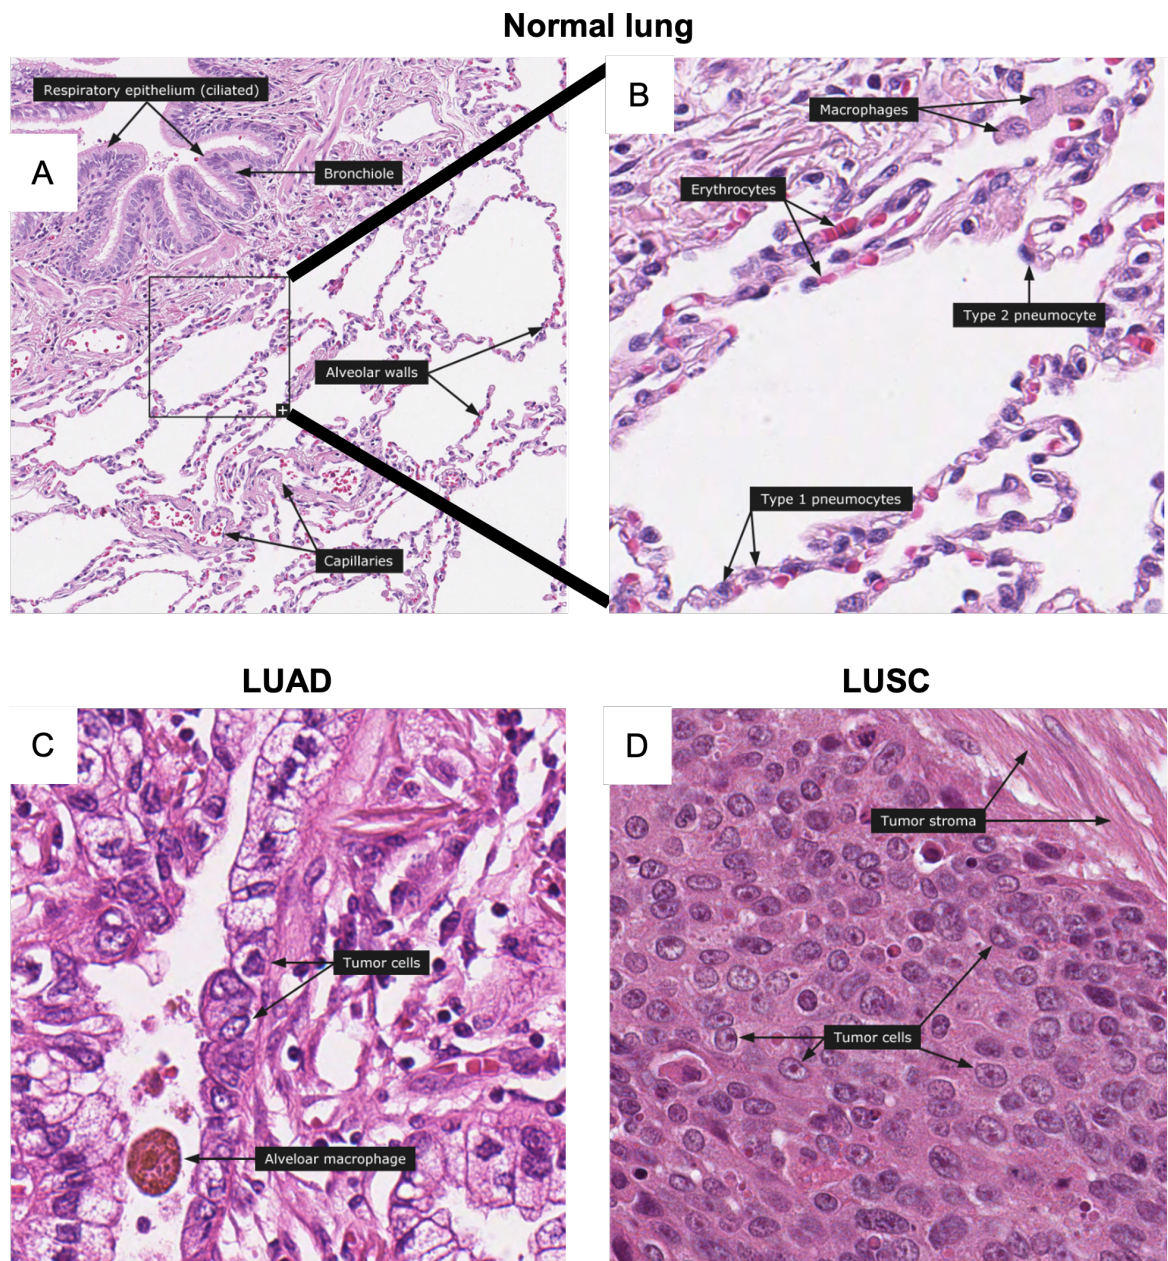 Normal lung
A
Respiratory epithelium (ciliated)
Bronchiole
Alveolar walls
Capillaries
B
Macrophages
Erythrocytes
Type 2 pneumocyte
Type 1 pneumocytes
LUAD
C
Tumor cells
Alveloar macrophage
LUSC
D
Tumor stroma
Tumor cells